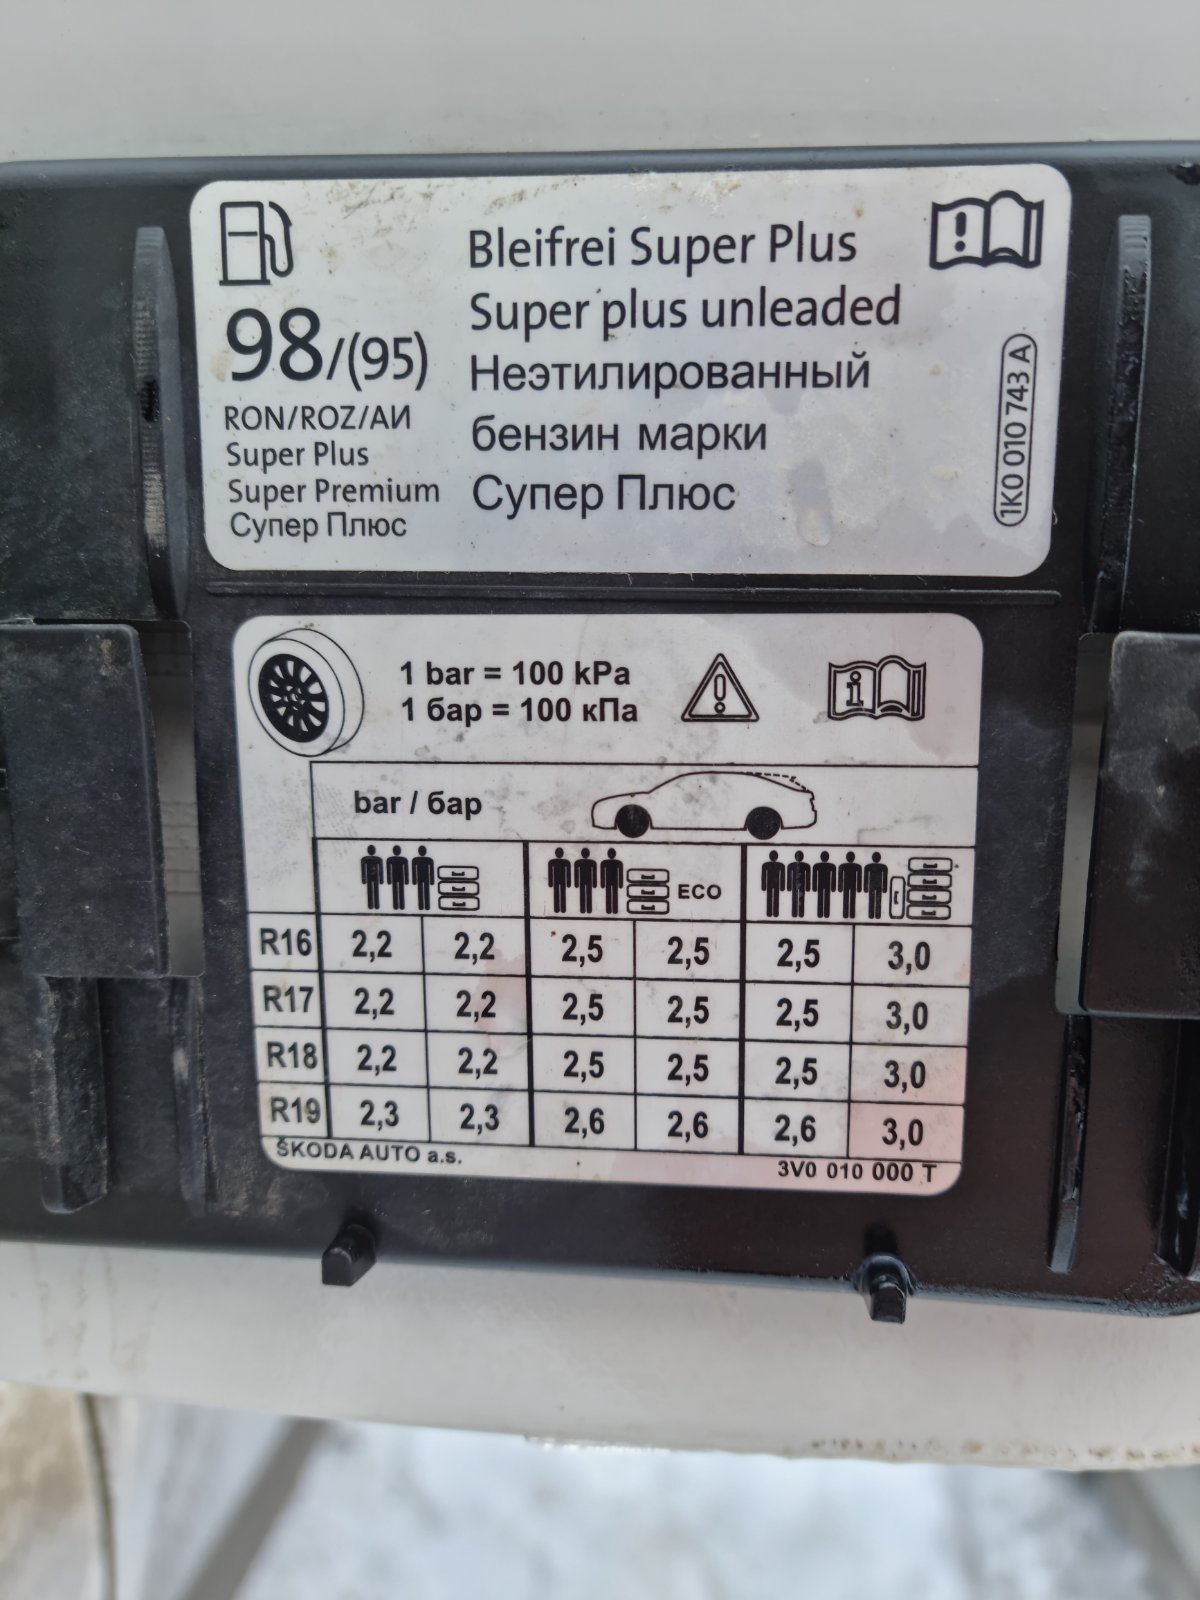 98/(95)
RON/ROZ/АИ
Super Plus
Super Premium
Супер Плюс
Bleifrei Super Plus
Super plus unleaded
Неэтилированный
бензин марки
Супер Плюс
1K0 010 743 A
1 bar = 100 kPa
1 бар = 100 кПа
bar / бар
ECO
R16 2,2 2,2 2,5 2,5 2,5 3,0
R17 2,2 2,2 2,5 2,5 2,5 3,0
R18 2,2 2,2 2,5 2,5 2,5 3,0
R19 2,3 2,3 2,6 2,6 2,6 3,0
ŠKODA AUTO a.s. 3V0 010 000 T